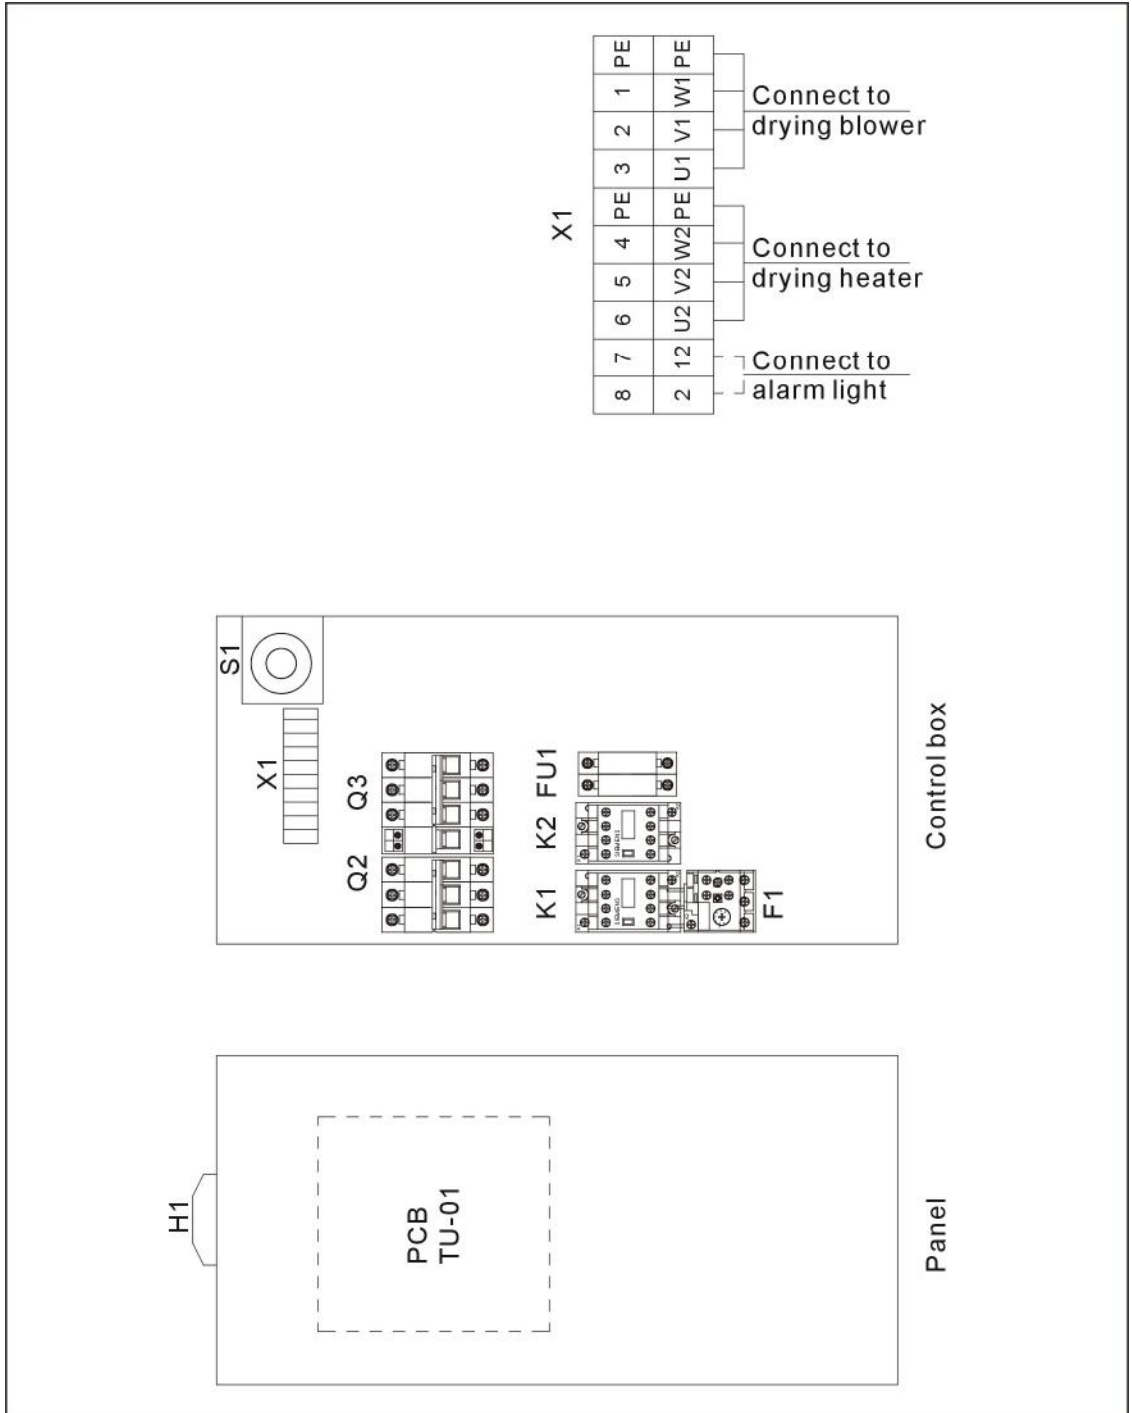 PE PE
1 W1
2 V1
3 U1
PE PE
4 W2
5 V2
6 U2
7 12
8 2
X1
Connect to
drying blower
Connect to
drying heater
Connect to
alarm light
S1
X1
Q3
Q2
FU1
K2
K1
F1
SIEMENS
SIEMENS
Control box
H1
PCB
TU-01
Panel